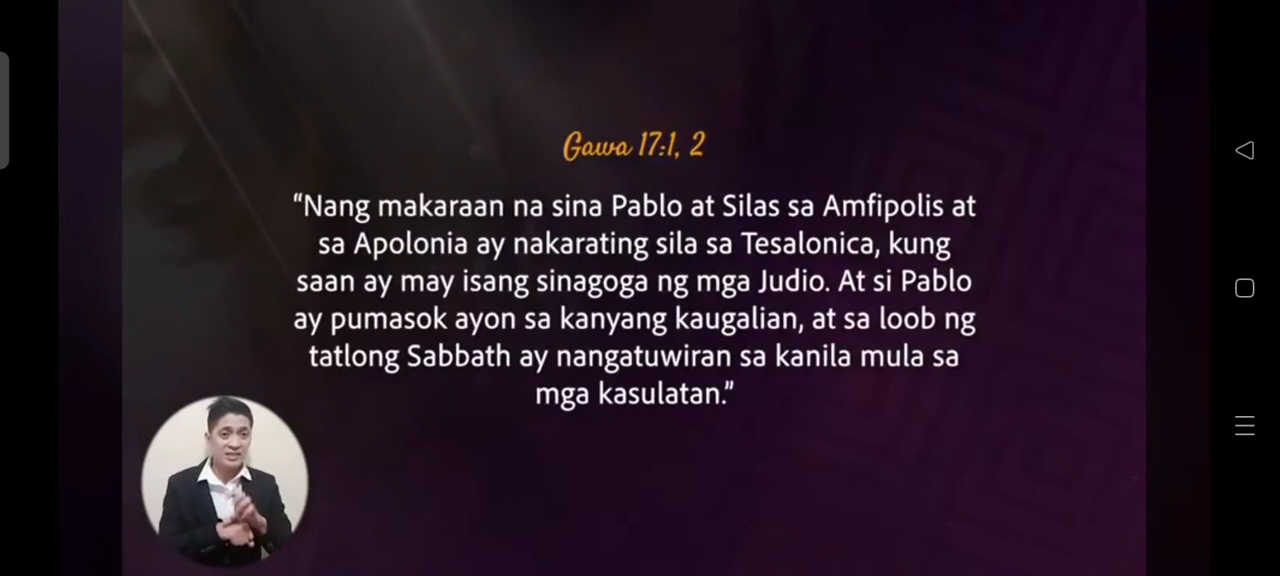 Gawa 17:1, 2
“Nang makaraan na sina Pablo at Silas sa Amfipolis at
sa Apolonia ay nakarating sila sa Tesalonica, kung
saan ay may isang sinagoga ng mga Judio. At si Pablo
ay pumasok ayon sa kanyang kaugalian, at sa loob ng
tatlong Sabbath ay nangatuwiran sa kanila mula sa
mga kasulatan.”